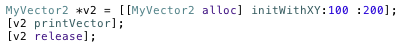 MyVector2 *v2 = [[MyVector2 alloc] initWithXY:100 :200];
[v2 printVector];
[v2 release];